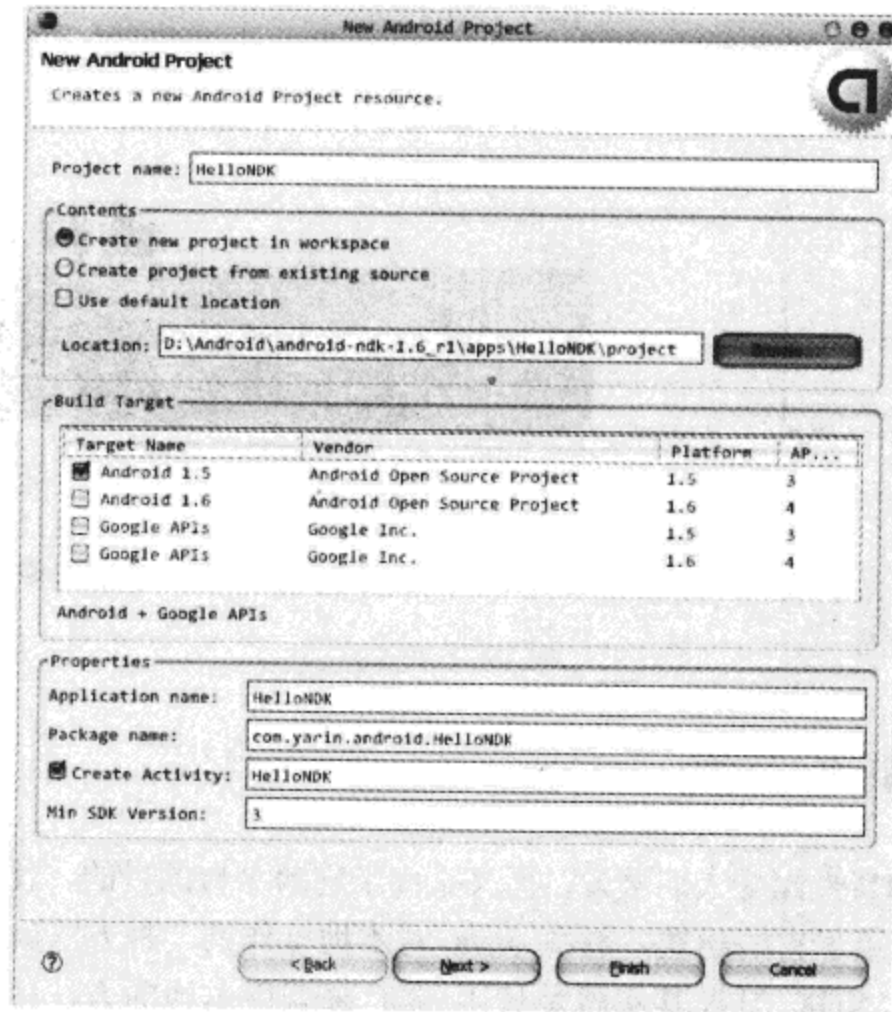 New Android Project
New Android Project
Creates a new Android Project resource.
Project name: HelloNDK
Contents
Create new project in workspace
Create project from existing source
Use default location
Location: D:\Android\android-ndk-1.6_r1\apps\HelloNDK\project
Build Target
Target Name Vendor Platform AP...
Android 1.5 Android Open Source Project 1.5 3
Android 1.6 Android Open Source Project 1.6 4
Google APIs Google Inc. 1.5 3
Google APIs Google Inc. 1.6 4
Android + Google APIs
Properties
Application name: HelloNDK
Package name: com.yarin.android.HelloNDK
Create Activity: HelloNDK
Min SDK Version: 3
? < Back Next > Finish Cancel